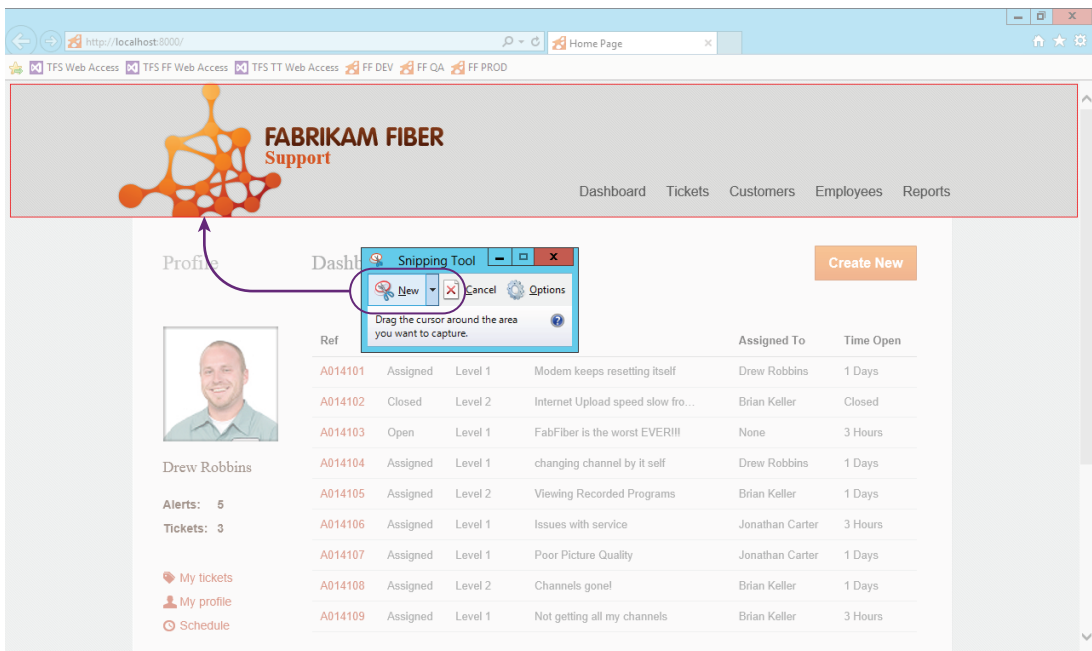 http://localhost:8000/
Home Page
TFS Web Access TFS FF Web Access TFS TT Web Access FF DEV FF QA FF PROD
FABRIKAM FIBER
Support
Dashboard Tickets Customers Employees Reports
Profile
Create New
Snipping Tool
New Cancel Options
Drag the cursor around the area
you want to capture.
Ref Assigned To Time Open
A014101 Assigned Level 1 Modem keeps resetting itself Drew Robbins 1 Days
A014102 Closed Level 2 Internet Upload speed slow fro... Brian Keller Closed
A014103 Open Level 1 FabFiber is the worst EVER!!! None 3 Hours
A014104 Assigned Level 1 changing channel by it self Drew Robbins 1 Days
A014105 Assigned Level 2 Viewing Recorded Programs Brian Keller 1 Days
A014106 Assigned Level 1 Issues with service Jonathan Carter 3 Hours
A014107 Assigned Level 1 Poor Picture Quality Jonathan Carter 1 Days
A014108 Assigned Level 2 Channels gone! Brian Keller 1 Days
A014109 Assigned Level 1 Not getting all my channels Brian Keller 3 Hours
Drew Robbins
Alerts: 5
Tickets: 3
My tickets
My profile
Schedule